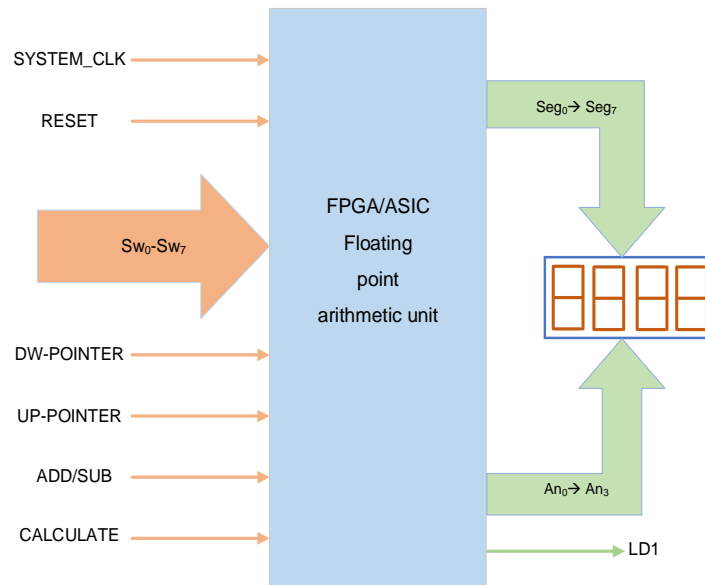 SYSTEM_CLK
RESET
Sw0-Sw7
DW-POINTER
UP-POINTER
ADD/SUB
CALCULATE
FPGA/ASIC
Floating
point
arithmetic unit
Seg0→ Seg7
An0→ An3
LD1